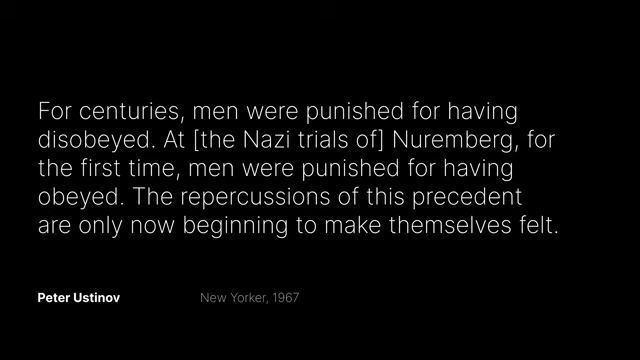 For centuries, men were punished for having
disobeyed. At [the Nazi trials of] Nuremberg, for
the first time, men were punished for having
obeyed. The repercussions of this precedent
are only now beginning to make themselves felt.
Peter Ustinov New Yorker, 1967